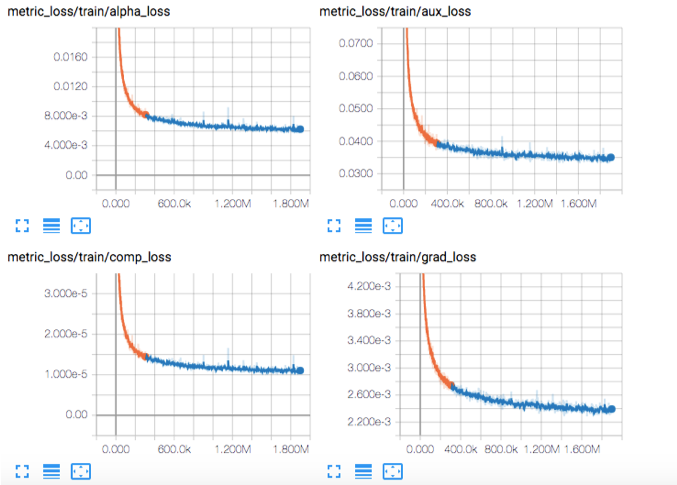 metric_loss/train/alpha_loss
0.0160
0.0120
8.000e-3
4.000e-3
0.00
0.000 600.0k 1.200M 1.800M
metric_loss/train/aux_loss
0.0700
0.0600
0.0500
0.0400
0.0300
0.000 400.0k 800.0k 1.200M 1.600M
metric_loss/train/comp_loss
3.000e-5
2.000e-5
1.000e-5
0.00
0.000 600.0k 1.200M 1.800M
metric_loss/train/grad_loss
4.200e-3
3.800e-3
3.400e-3
3.000e-3
2.600e-3
2.200e-3
0.000 400.0k 800.0k 1.200M 1.600M